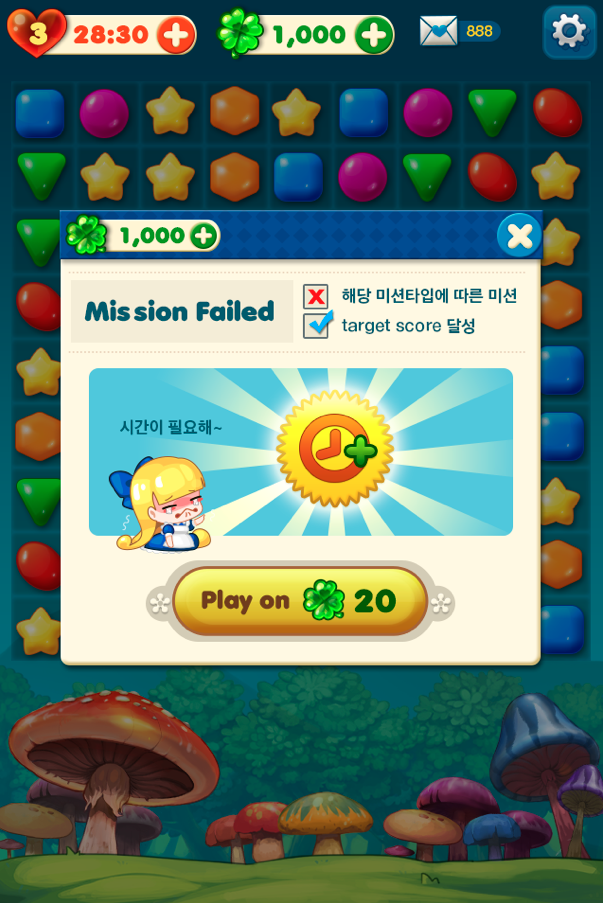 3
28:30
1,000
888
1,000
Mission Failed
해당 미션타입에 따른 미션
target score 달성
시간이 필요해~
Play on 20